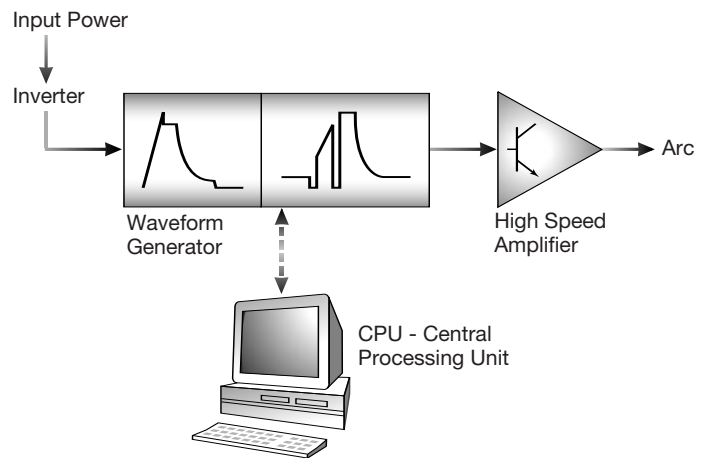 Input Power
Inverter
Arc
Waveform
Generator
High Speed
Amplifier
CPU - Central
Processing Unit